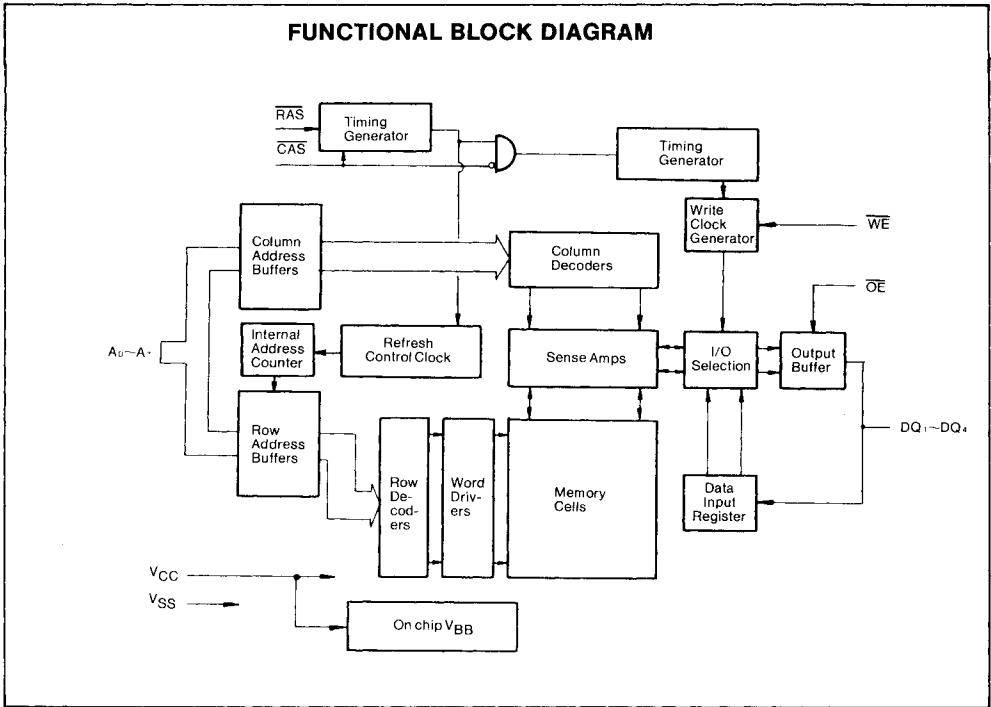 FUNCTIONAL BLOCK DIAGRAM
RAS
CAS
Timing
Generator
Timing
Generator
Write
Clock
Generator
WE
Column
Address
Buffers
Column
Decoders
OE
Internal
Address
Counter
Refresh
Control Clock
Sense Amps
I/O
Selection
Output
Buffer
Row
Address
Buffers
Row
De-
cod-
ers
Word
Driv-
ers
Memory
Cells
Data
Input
Register
DQ1~DQ4
VCC
VSS
On chip VBB